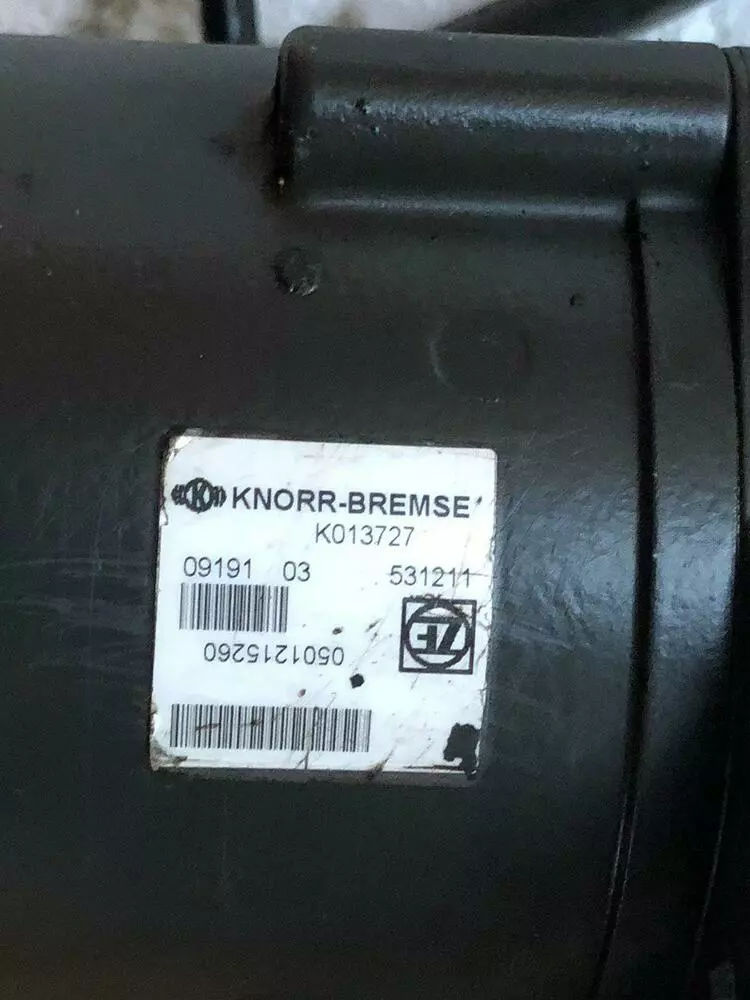 KNORR-BREMSE
K013727
09191 03 531211
ZF
0501215260